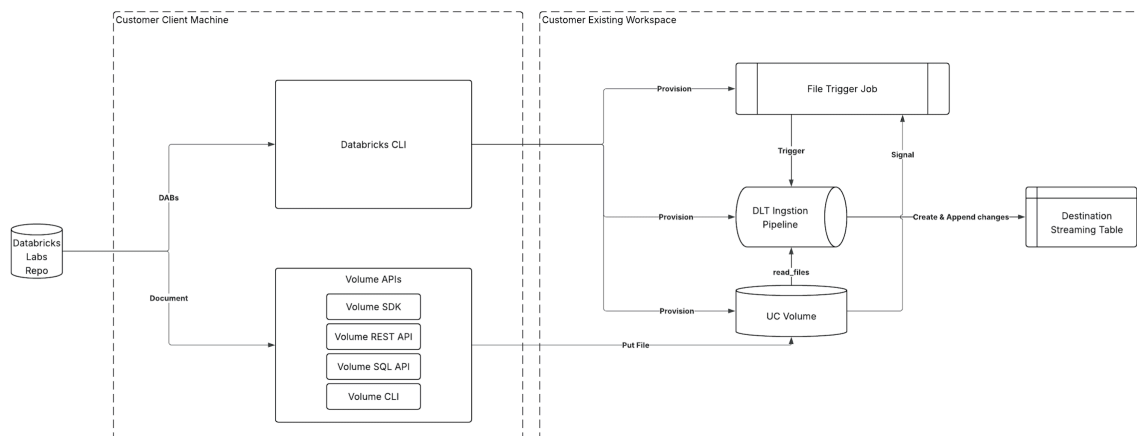 Customer Client Machine
Customer Existing Workspace
Databricks
Labs
Repo
DABs
Document
Databricks CLI
Volume APIs
Volume SDK
Volume REST API
Volume SQL API
Volume CLI
Provision
Provision
Provision
Put File
File Trigger Job
Trigger
Signal
DLT Ingstion
Pipeline
read_files
UC Volume
Create & Append changes
Destination
Streaming Table